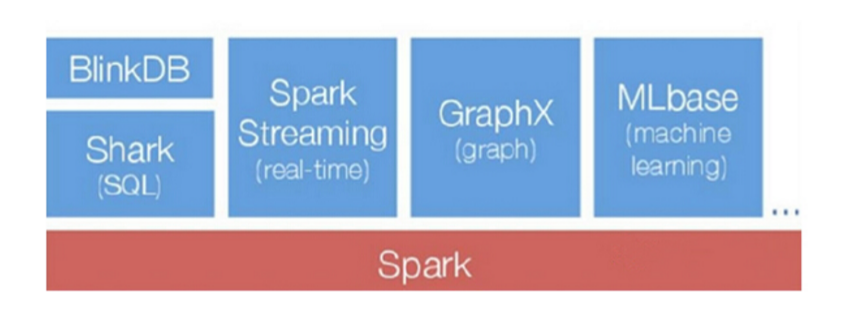 BlinkDB
Shark
(SQL)
Spark
Streaming
(real-time)
GraphX
(graph)
MLbase
(machine
learning)
...
Spark